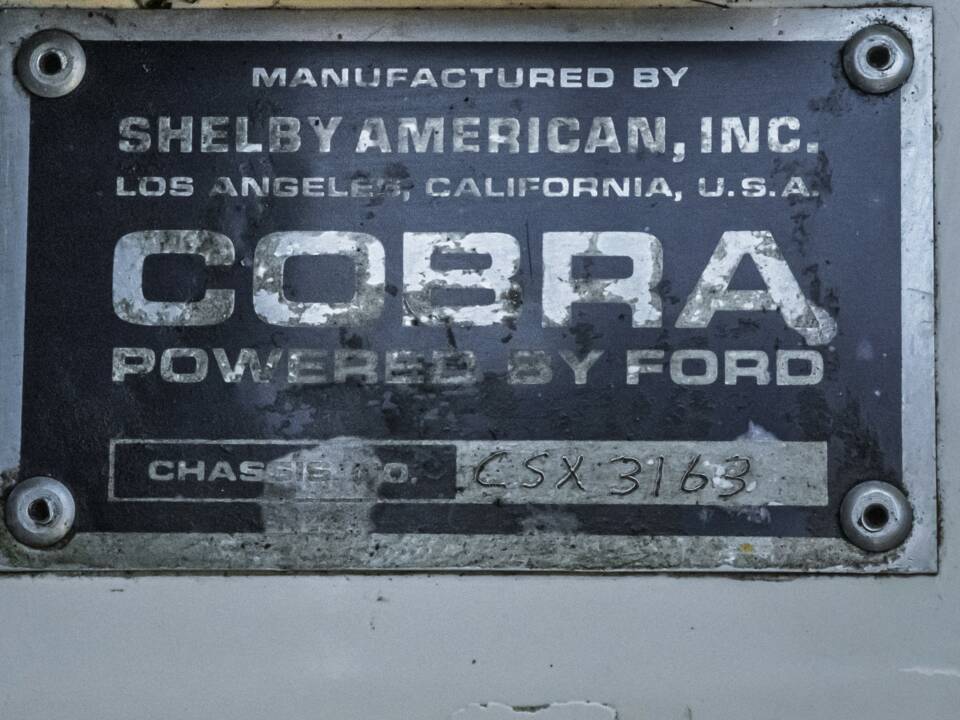 MANUFACTURED BY
SHELBY AMERICAN, INC.
LOS ANGELES, CALIFORNIA, U.S.A.
COBRA
POWERED BY FORD
CHASSIS NO. CSX 3163